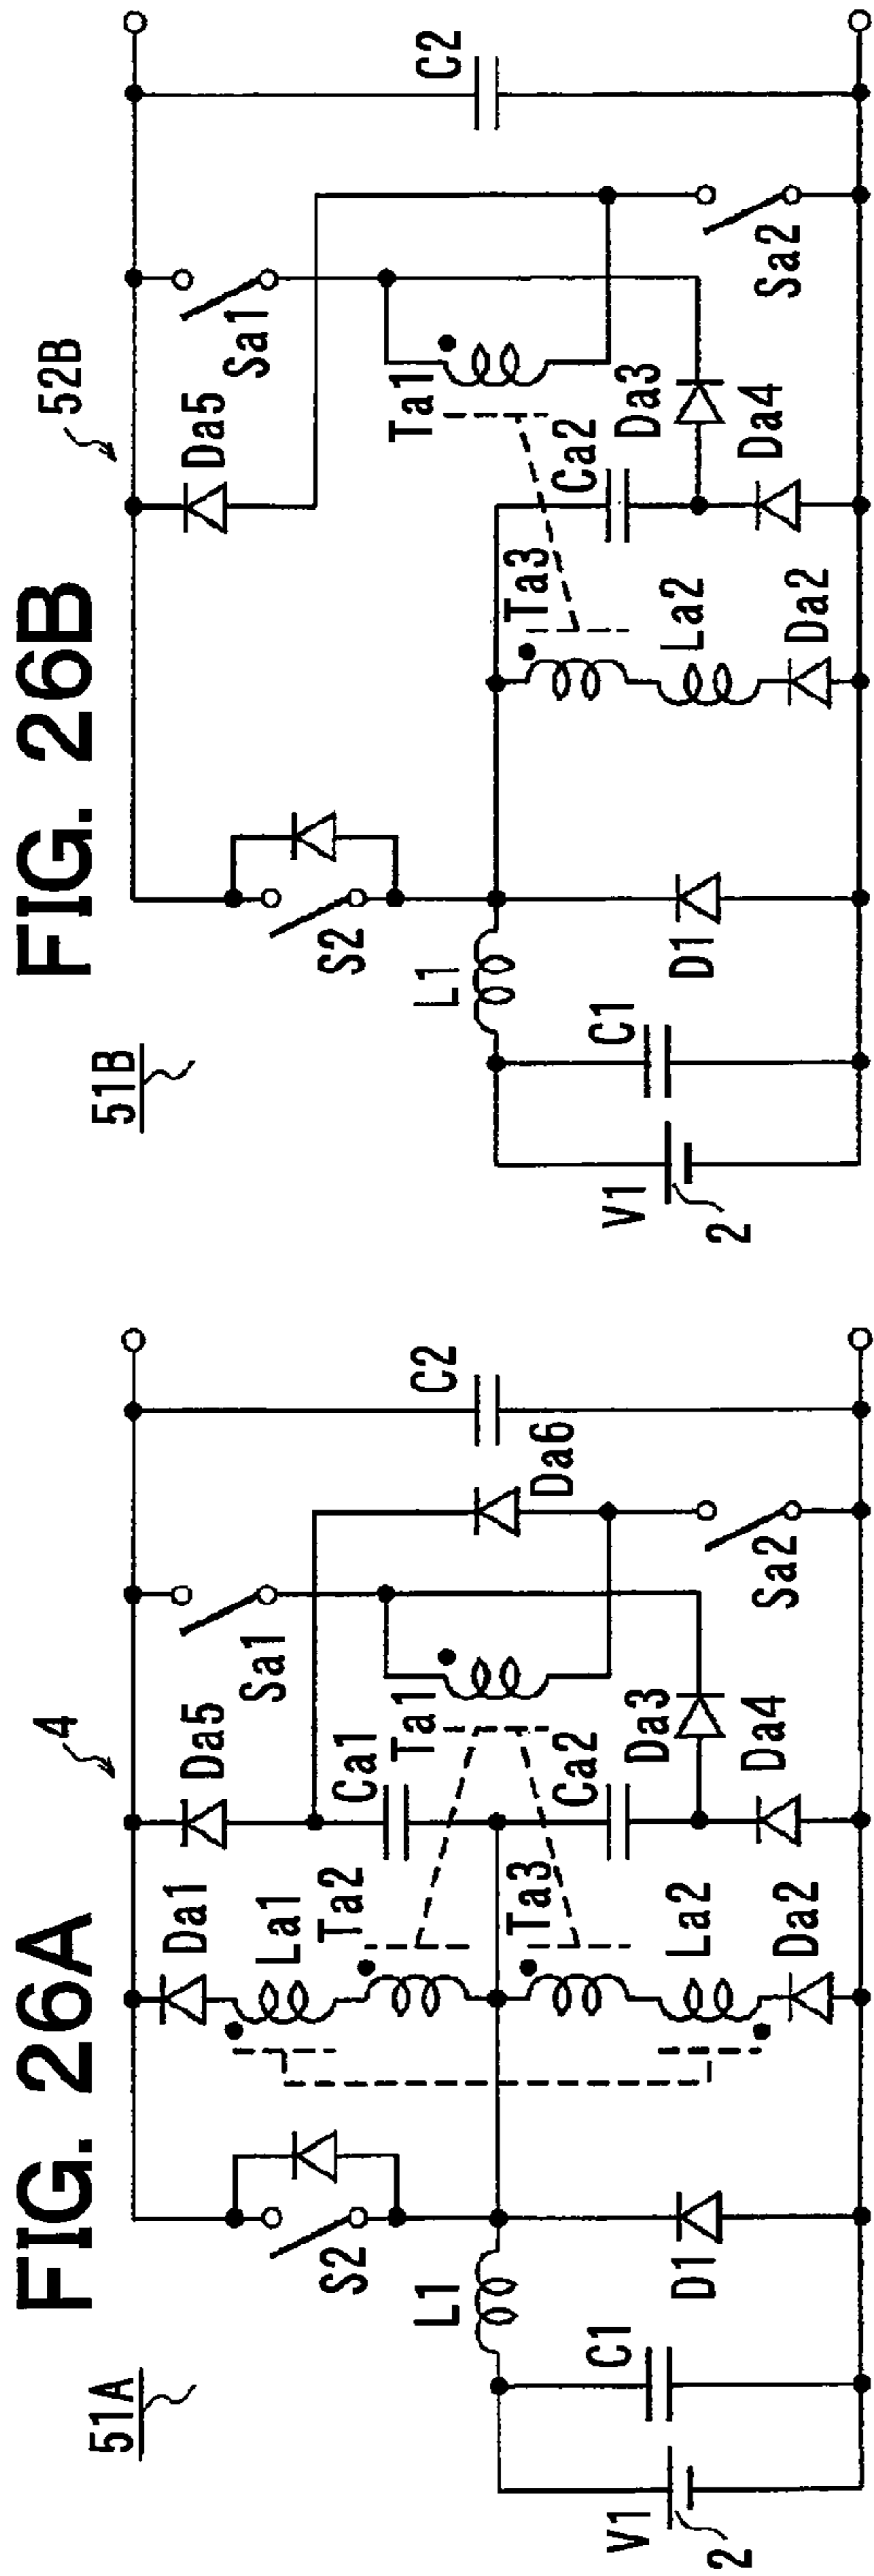 FIG. 26A
51A
4
Da1
Da5
La1
Ta2
Ca1
Sa1
C2
S2
L1
Ta1
Da6
Ta3
Ca2
Da3
V1
C1
D1
La2
Da2
Da4
Sa2
2
FIG. 26B
51B
52B
Da5
Sa1
C2
S2
L1
Ta1
Ta3
Ca2
Da3
V1
C1
D1
La2
Da2
Da4
Sa2
2